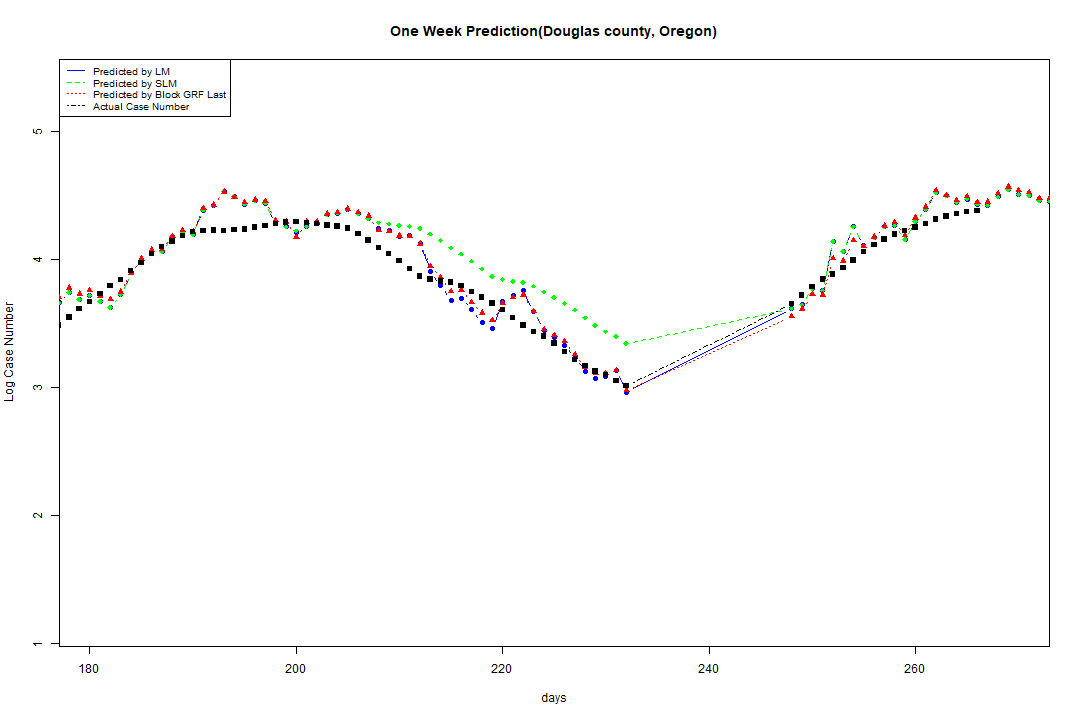 One Week Prediction(Douglas county, Oregon)
Predicted by LM
Predicted by SLM
Predicted by Block GRF Last
Actual Case Number
5
4
3
2
1
Log Case Number
180 200 220 240 260
days